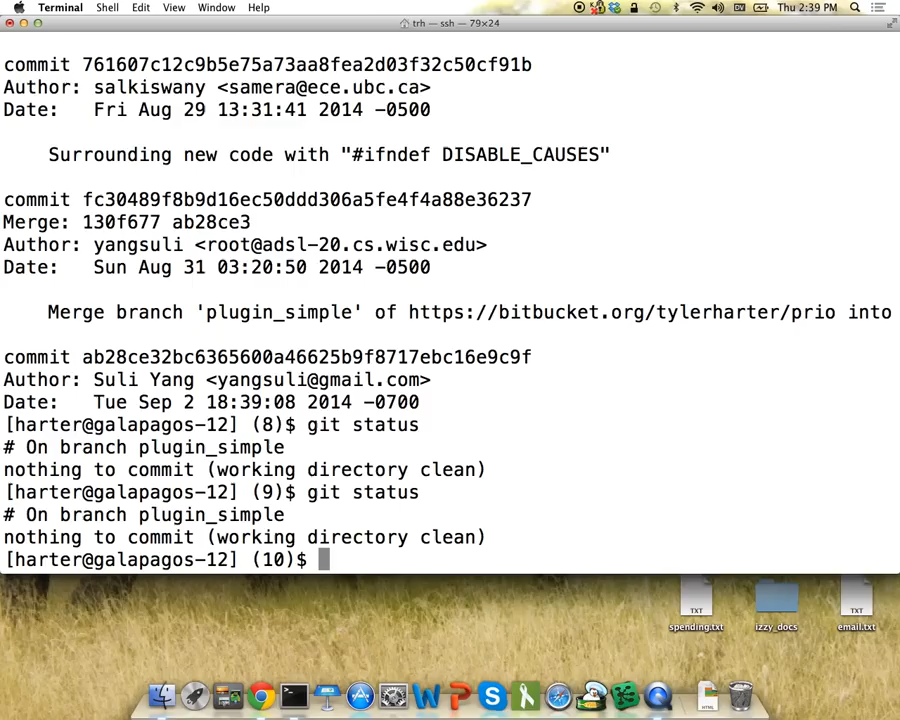 Terminal Shell Edit View Window Help Thu 2:39 PM
trh — ssh — 79×24
commit 761607c12c9b5e75a73aa8fea2d03f32c50cf91b
Author: salkiswany <samera@ece.ubc.ca>
Date:   Fri Aug 29 13:31:41 2014 -0500
Surrounding new code with "#ifndef DISABLE_CAUSES"
commit fc30489f8b9d16ec50ddd306a5fe4f4a88e36237
Merge: 130f677 ab28ce3
Author: yangsuli <root@adsl-20.cs.wisc.edu>
Date:   Sun Aug 31 03:20:50 2014 -0500
Merge branch 'plugin_simple' of https://bitbucket.org/tylerharter/prio into
commit ab28ce32bc6365600a46625b9f8717ebc16e9c9f
Author: Suli Yang <yangsuli@gmail.com>
Date:   Tue Sep 2 18:39:08 2014 -0700
[harter@galapagos-12] (8)$ git status
# On branch plugin_simple
nothing to commit (working directory clean)
[harter@galapagos-12] (9)$ git status
# On branch plugin_simple
nothing to commit (working directory clean)
[harter@galapagos-12] (10)$
TXT TXT
spending.txt izzy_docs email.txt
HTML